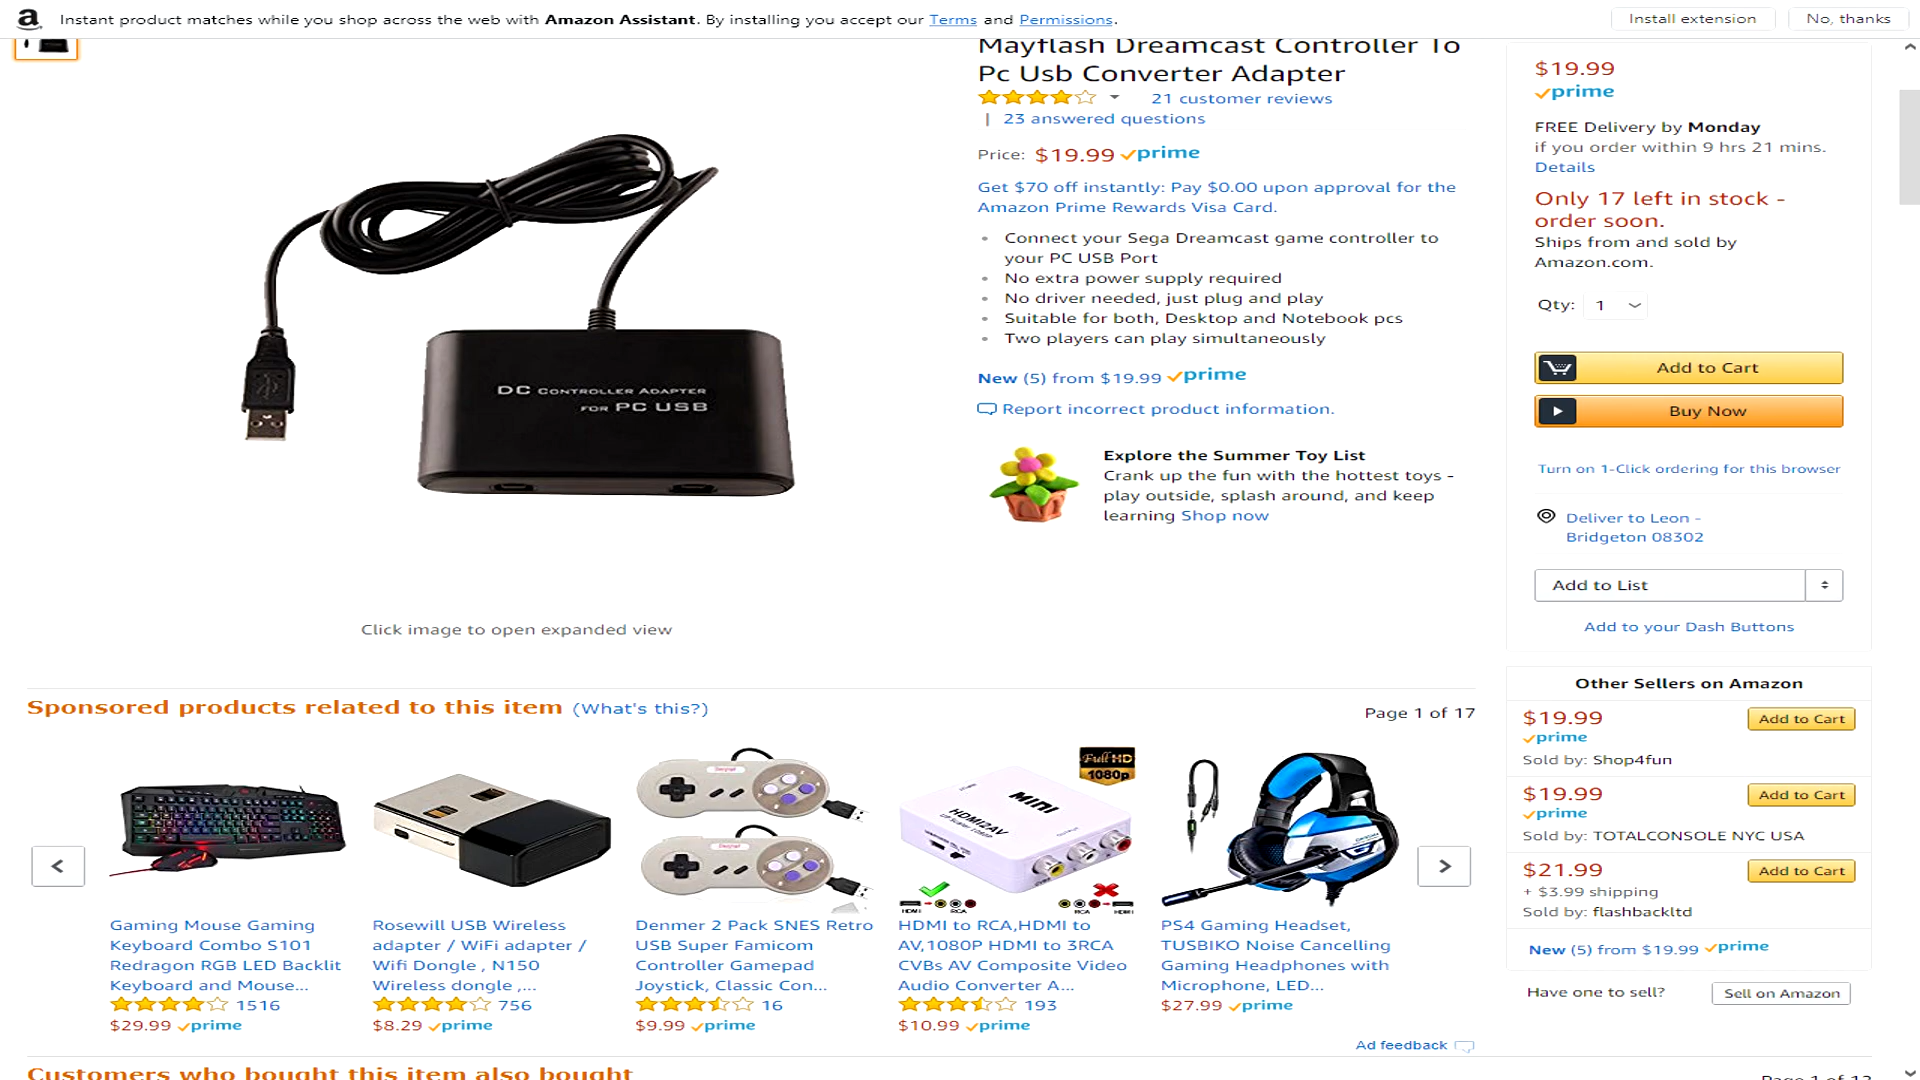 Instant product matches while you shop across the web with Amazon Assistant. By installing you accept our Terms and Permissions.
Install extension
No, thanks
Mayflash Dreamcast Controller To
Pc Usb Converter Adapter
21 customer reviews
| 23 answered questions
Price: $19.99 prime
Get $70 off instantly: Pay $0.00 upon approval for the
Amazon Prime Rewards Visa Card.
Connect your Sega Dreamcast game controller to
your PC USB Port
No extra power supply required
No driver needed, just plug and play
Suitable for both, Desktop and Notebook pcs
Two players can play simultaneously
New (5) from $19.99 prime
Report incorrect product information.
Explore the Summer Toy List
Crank up the fun with the hottest toys -
play outside, splash around, and keep
learning Shop now
DC CONTROLLER ADAPTER
FOR PC USB
Click image to open expanded view
$19.99
prime
FREE Delivery by Monday
if you order within 9 hrs 21 mins.
Details
Only 17 left in stock -
order soon.
Ships from and sold by
Amazon.com.
Qty: 1
Add to Cart
Buy Now
Turn on 1-Click ordering for this browser
Deliver to Leon -
Bridgeton 08302
Add to List
Add to your Dash Buttons
Other Sellers on Amazon
$19.99
Add to Cart
prime
Sold by: Shop4fun
$19.99
Add to Cart
prime
Sold by: TOTALCONSOLE NYC USA
$21.99
Add to Cart
+ $3.99 shipping
Sold by: flashbackltd
New (5) from $19.99 prime
Have one to sell?
Sell on Amazon
Sponsored products related to this item (What's this?)
Page 1 of 17
Gaming Mouse Gaming
Keyboard Combo S101
Redragon RGB LED Backlit
Keyboard and Mouse...
1516
$29.99 prime
Rosewill USB Wireless
adapter / WiFi adapter /
Wifi Dongle , N150
Wireless dongle ,...
756
$8.29 prime
Denmer 2 Pack SNES Retro
USB Super Famicom
Controller Gamepad
Joystick, Classic Con...
16
$9.99 prime
Full HD
1080p
MINI
HDMI2AV
HDMI
RCA
RCA
HDMI
HDMI to RCA,HDMI to
AV,1080P HDMI to 3RCA
CVBs AV Composite Video
Audio Converter A...
193
$10.99 prime
PS4 Gaming Headset,
TUSBIKO Noise Cancelling
Gaming Headphones with
Microphone, LED...
$27.99 prime
Ad feedback
Customers who bought this item also bought
Page 1 of 13